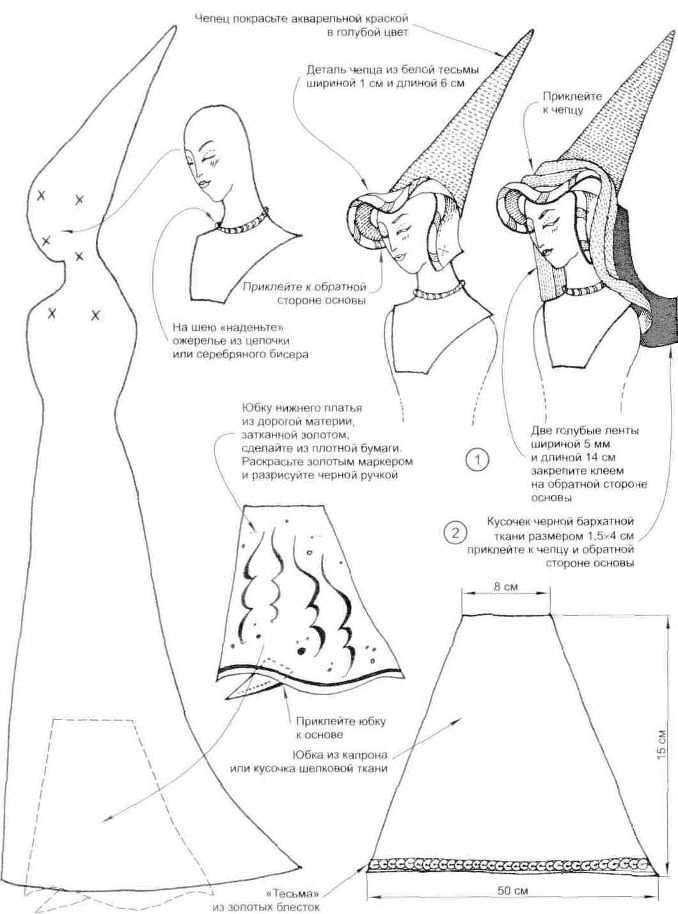 Чепец покрасьте акварельной краской
в голубой цвет
Деталь чепца из белой тесьмы
шириной 1 см и длиной 6 см
Приклейте
к чепцу
Приклейте к обратной
стороне основы
На шею «наденьте»
ожерелье из цепочки
или серебряного бисера
Юбку нижнего платья
из дорогой материи,
затканной золотом,
сделайте из плотной бумаги.
Раскрасьте золотым маркером
и разрисуйте черной ручкой
1
Две голубые ленты
шириной 5 мм
и длиной 14 см
закрепите клеем
на обратной стороне
основы
2
Кусочек черной бархатной
ткани размером 1,5×4 см
приклейте к чепцу и обратной
стороне основы
8 см
15 см
Приклейте юбку
к основе
Юбка из капрона
или кусочка шелковой ткани
«Тесьма»
из золотых блесток
50 см